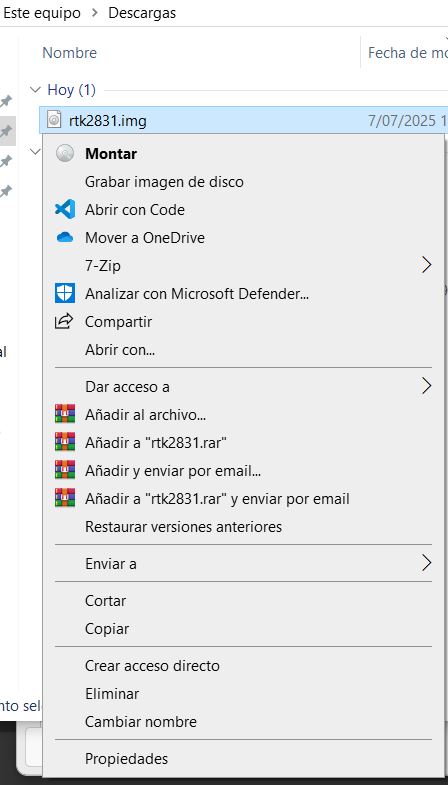 Este equipo > Descargas
Nombre
Fecha de mo
Hoy (1)
rtk2831.img
7/07/2025 1
Montar
Grabar imagen de disco
Abrir con Code
Mover a OneDrive
7-Zip
Analizar con Microsoft Defender...
Compartir
Abrir con...
al
Dar acceso a
Añadir al archivo...
Añadir a "rtk2831.rar"
Añadir y enviar por email...
Añadir a "rtk2831.rar" y enviar por email
Restaurar versiones anteriores
Enviar a
Cortar
Copiar
Crear acceso directo
Eliminar
nto sel
Cambiar nombre
Propiedades